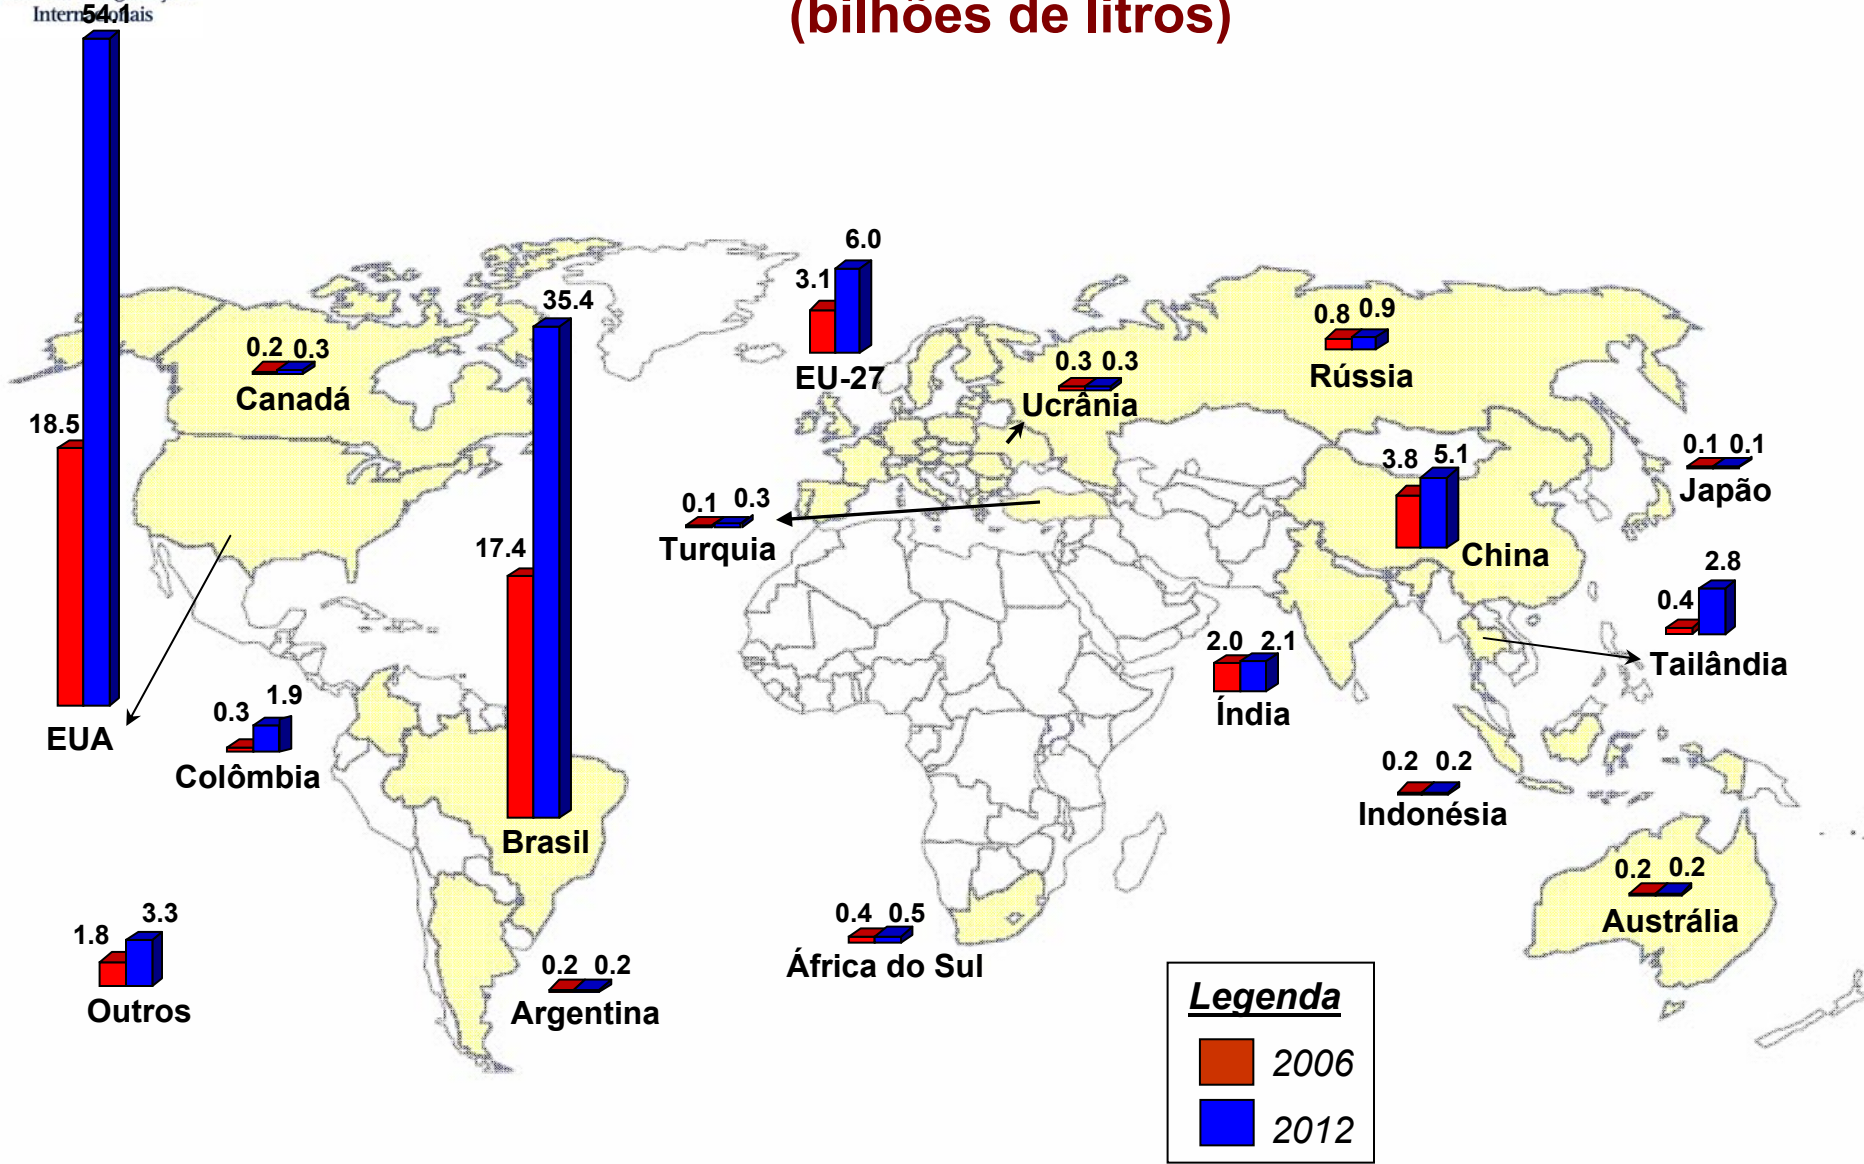 Internacionais
(bilhões de litros)
54.1
18.5
EUA
0.2 0.3
Canadá
17.4
35.4
Brasil
0.3 1.9
Colômbia
1.8
3.3
Outros
0.2 0.2
Argentina
3.1
6.0
EU-27
0.3 0.3
Ucrânia
0.8 0.9
Rússia
0.1 0.3
Turquia
3.8 5.1
China
0.1 0.1
Japão
0.4
2.8
Tailândia
2.0 2.1
Índia
0.2 0.2
Indonésia
0.2 0.2
Austrália
0.4 0.5
África do Sul
Legenda
2006
2012